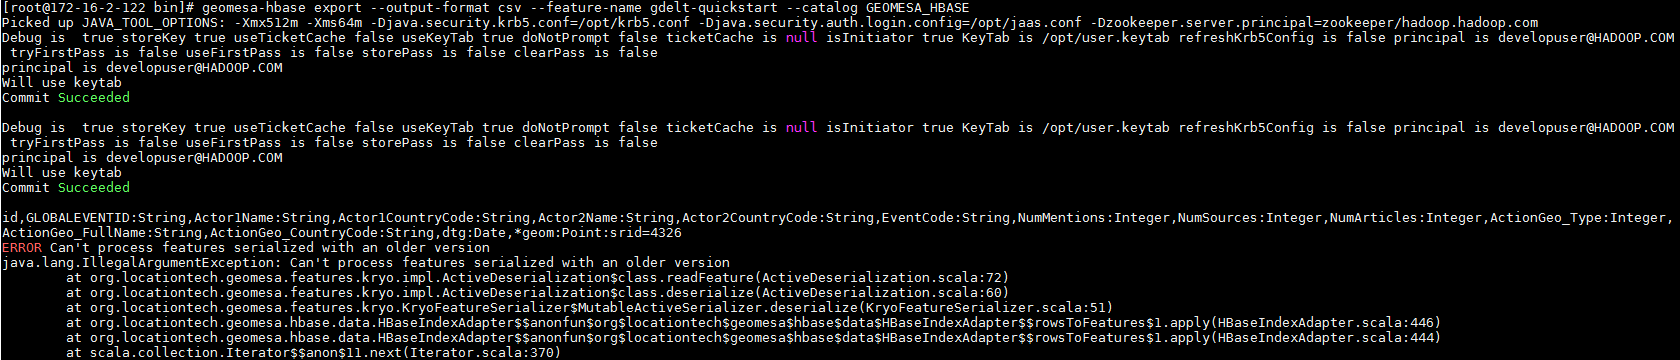 [root@172-16-2-122 bin]# geomesa-hbase export --output-format csv --feature-name gdelt-quickstart --catalog GEOMESA_HBASE
Picked up JAVA_TOOL_OPTIONS: -Xmx512m -Xms64m -Djava.security.krb5.conf=/opt/krb5.conf -Djava.security.auth.login.config=/opt/jaas.conf -Dzookeeper.server.principal=zookeeper/hadoop.hadoop.com
Debug is  true storeKey true useTicketCache false useKeyTab true doNotPrompt false ticketCache is null isInitiator true KeyTab is /opt/user.keytab refreshKrb5Config is false principal is developuser@HADOOP.COM
 tryFirstPass is false useFirstPass is false storePass is false clearPass is false
principal is developuser@HADOOP.COM
Will use keytab
Commit Succeeded
Debug is  true storeKey true useTicketCache false useKeyTab true doNotPrompt false ticketCache is null isInitiator true KeyTab is /opt/user.keytab refreshKrb5Config is false principal is developuser@HADOOP.COM
 tryFirstPass is false useFirstPass is false storePass is false clearPass is false
principal is developuser@HADOOP.COM
Will use keytab
Commit Succeeded
id,GLOBALEVENTID:String,Actor1Name:String,Actor1CountryCode:String,Actor2Name:String,Actor2CountryCode:String,EventCode:String,NumMentions:Integer,NumSources:Integer,NumArticles:Integer,ActionGeo_Type:Integer,
ActionGeo_FullName:String,ActionGeo_CountryCode:String,dtg:Date,*geom:Point:srid=4326
ERROR Can't process features serialized with an older version
java.lang.IllegalArgumentException: Can't process features serialized with an older version
        at org.locationtech.geomesa.features.kryo.impl.ActiveDeserialization$class.readFeature(ActiveDeserialization.scala:72)
        at org.locationtech.geomesa.features.kryo.impl.ActiveDeserialization$class.deserialize(ActiveDeserialization.scala:60)
        at org.locationtech.geomesa.features.kryo.KryoFeatureSerializer$MutableActiveSerializer.deserialize(KryoFeatureSerializer.scala:51)
        at org.locationtech.geomesa.hbase.data.HBaseIndexAdapter$$anonfun$org$locationtech$geomesa$hbase$data$HBaseIndexAdapter$$rowsToFeatures$1.apply(HBaseIndexAdapter.scala:446)
        at org.locationtech.geomesa.hbase.data.HBaseIndexAdapter$$anonfun$org$locationtech$geomesa$hbase$data$HBaseIndexAdapter$$rowsToFeatures$1.apply(HBaseIndexAdapter.scala:444)
        at scala.collection.Iterator$$anon$11.next(Iterator.scala:370)